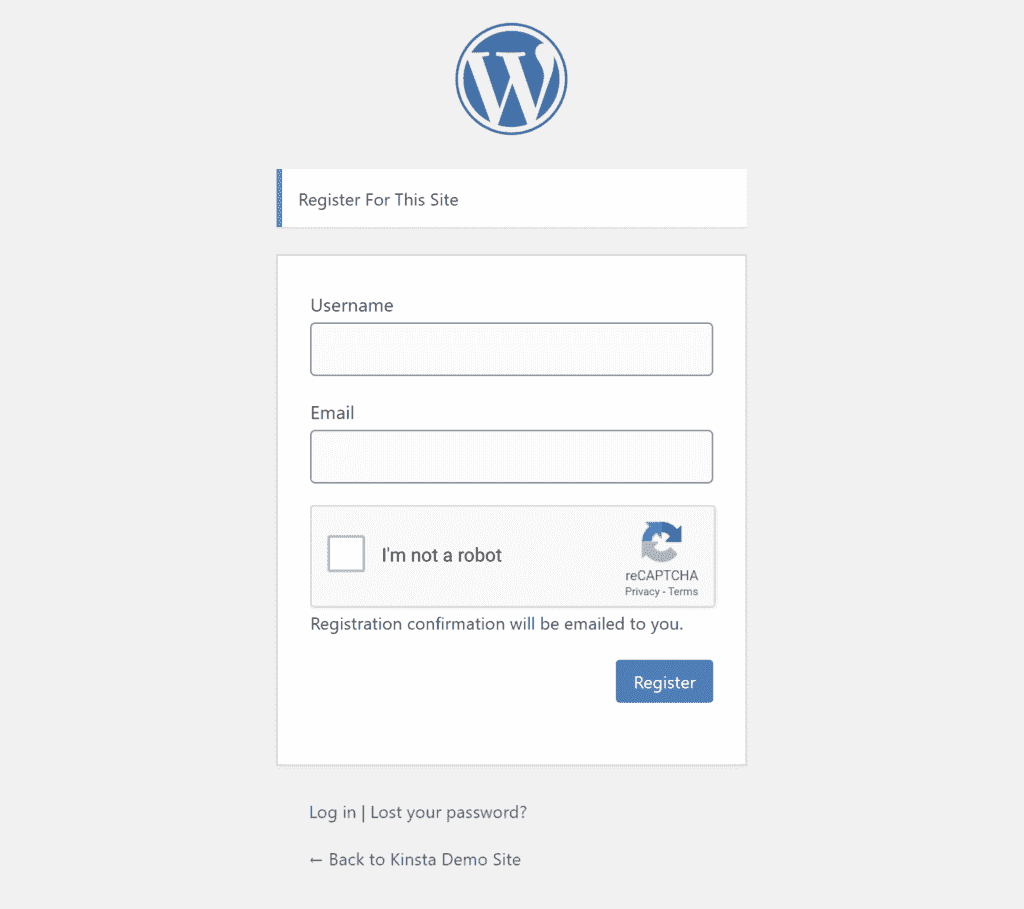 Register For This Site
Username
Email
I'm not a robot
reCAPTCHA
Privacy - Terms
Registration confirmation will be emailed to you.
Register
Log in | Lost your password?
← Back to Kinsta Demo Site